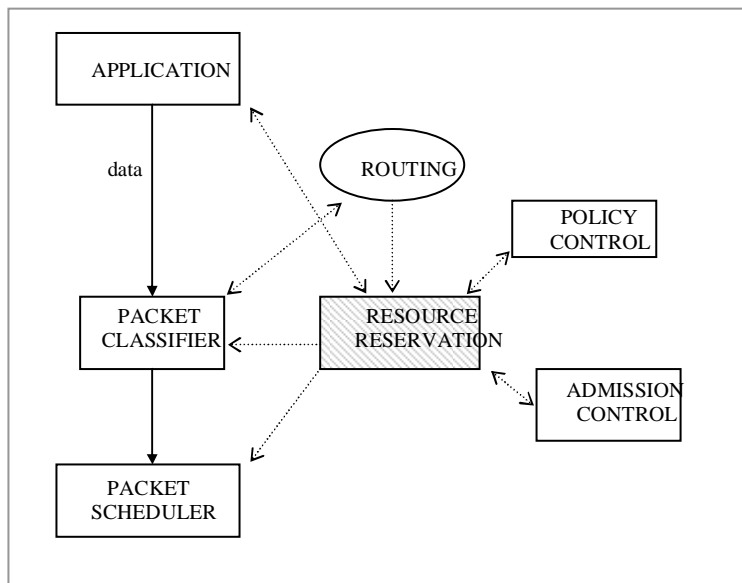 APPLICATION
data
ROUTING
POLICY
CONTROL
PACKET
CLASSIFIER
RESOURCE
RESERVATION
ADMISSION
CONTROL
PACKET
SCHEDULER